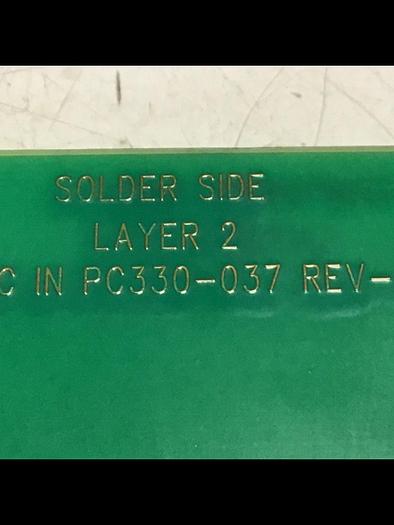 SOLDER SIDE
LAYER 2
C IN PC330-037 REV-